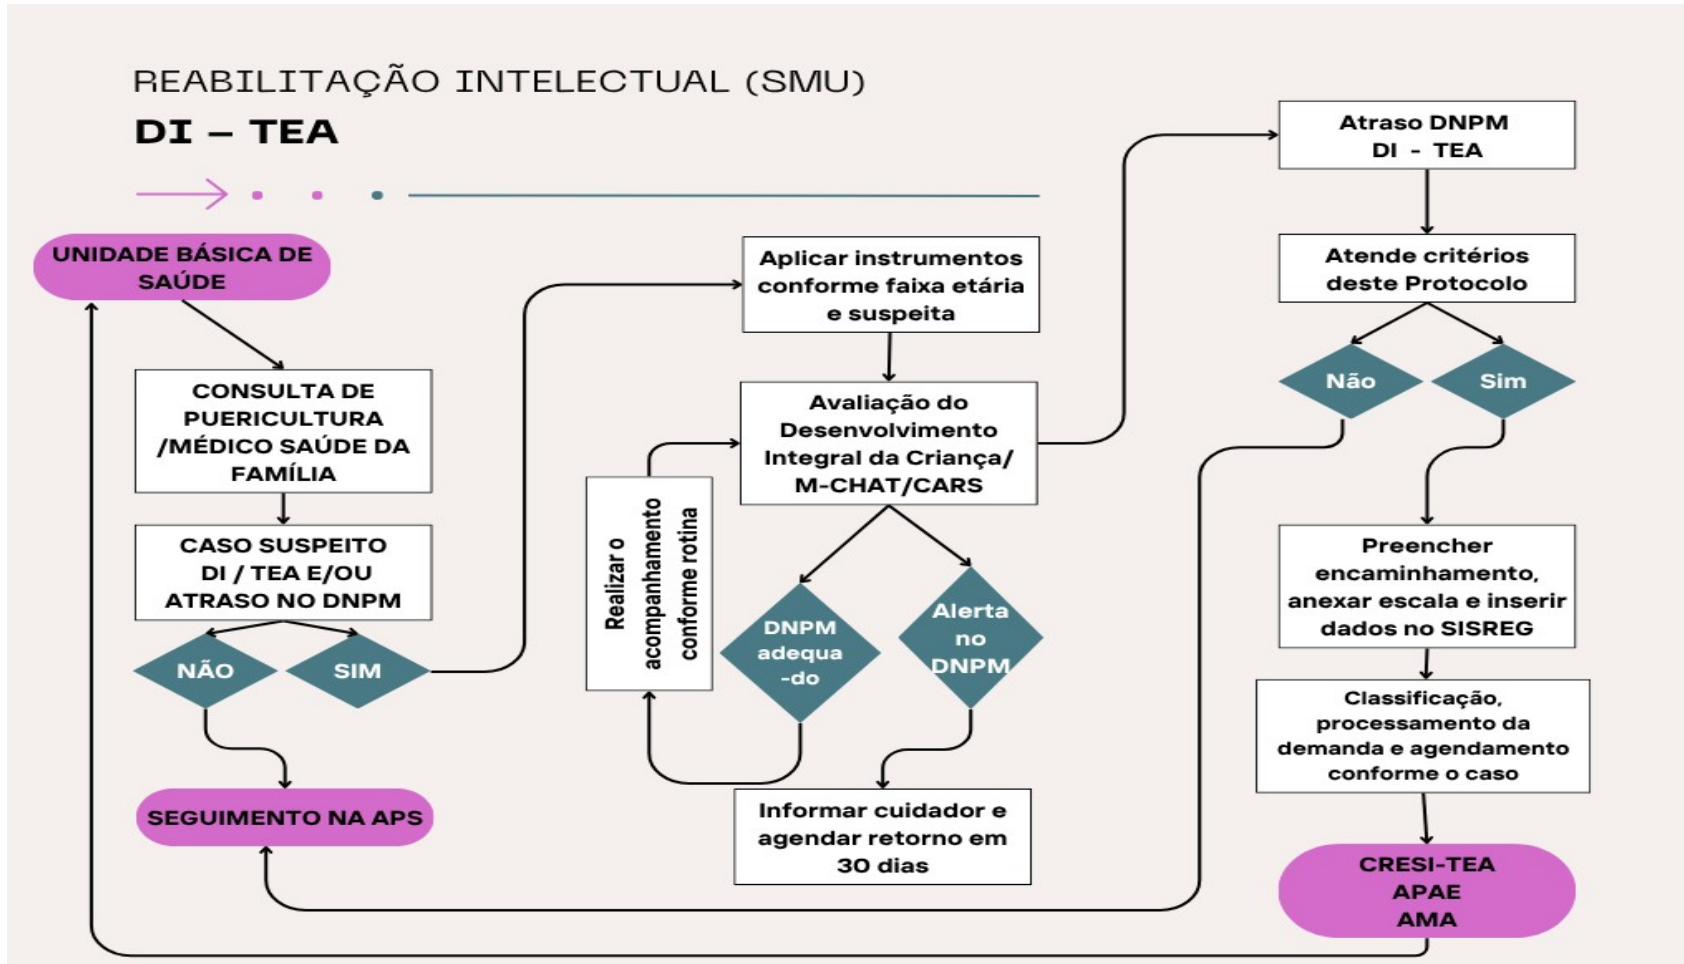 REABILITAÇÃO INTELECTUAL (SMU)
DI – TEA
UNIDADE BÁSICA DE
SAÚDE
CONSULTA DE
PUERICULTURA
/MÉDICO SAÚDE DA
FAMÍLIA
CASO SUSPEITO
DI / TEA E/OU
ATRASO NO DNPM
NÃO
SIM
SEGUIMENTO NA APS
Aplicar instrumentos
conforme faixa etária
e suspeita
Avaliação do
Desenvolvimento
Integral da Criança/
M-CHAT/CARS
Realizar o
acompanhamento
conforme rotina
DNPM
adequa
-do
Alerta
no
DNPM
Informar cuidador e
agendar retorno em
30 dias
Atraso DNPM
DI - TEA
Atende critérios
deste Protocolo
Não
Sim
Preencher
encaminhamento,
anexar escala e inserir
dados no SISREG
Classificação,
processamento da
demanda e agendamento
conforme o caso
CRESI-TEA
APAE
AMA